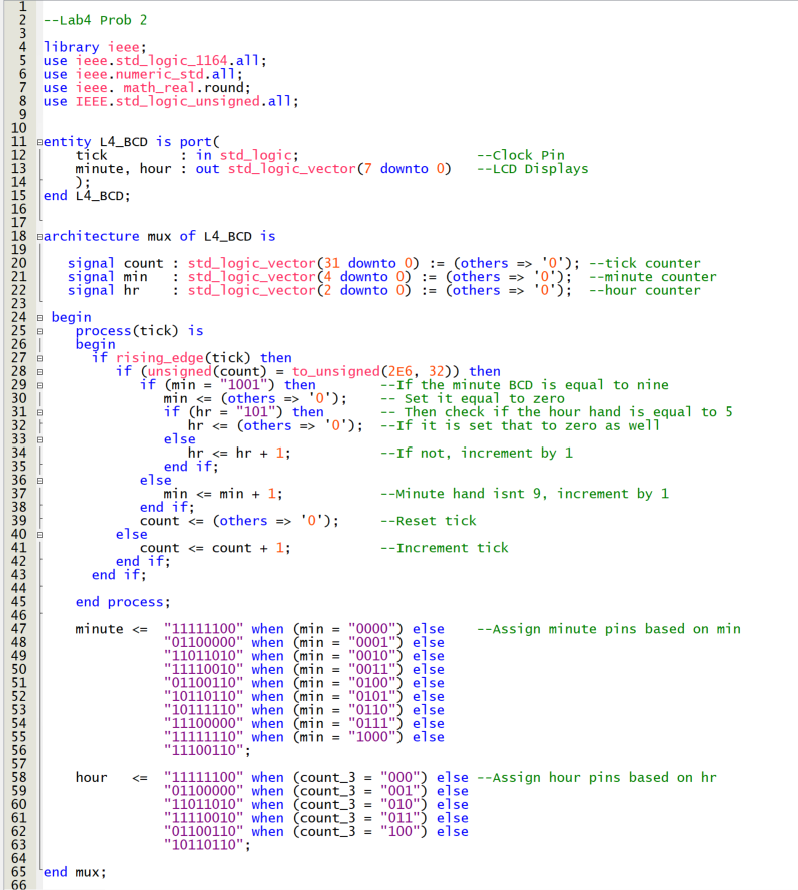 1
2 --Lab4 Prob 2
3
4 library ieee;
5 use ieee.std_logic_1164.all;
6 use ieee.numeric_std.all;
7 use ieee. math_real.round;
8 use IEEE.std_logic_unsigned.all;
9
10
11 entity L4_BCD is port(
12 tick : in std_logic; --Clock Pin
13 minute, hour : out std_logic_vector(7 downto 0) --LCD Displays
14 );
15 end L4_BCD;
16
17
18 architecture mux of L4_BCD is
19
20 signal count : std_logic_vector(31 downto 0) := (others => '0'); --tick counter
21 signal min : std_logic_vector(4 downto 0) := (others => '0'); --minute counter
22 signal hr : std_logic_vector(2 downto 0) := (others => '0'); --hour counter
23
24 begin
25 process(tick) is
26 begin
27 if rising_edge(tick) then
28 if (unsigned(count) = to_unsigned(2E6, 32)) then
29 if (min = "1001") then --If the minute BCD is equal to nine
30 min <= (others => '0'); -- Set it equal to zero
31 if (hr = "101") then -- Then check if the hour hand is equal to 5
32 hr <= (others => '0'); --If it is set that to zero as well
33 else
34 hr <= hr + 1; --If not, increment by 1
35 end if;
36 else
37 min <= min + 1; --Minute hand isnt 9, increment by 1
38 end if;
39 count <= (others => '0'); --Reset tick
40 else
41 count <= count + 1; --Increment tick
42 end if;
43 end if;
44
45 end process;
46
47 minute <= "11111100" when (min = "0000") else --Assign minute pins based on min
48 "01100000" when (min = "0001") else
49 "11011010" when (min = "0010") else
50 "11110010" when (min = "0011") else
51 "01100110" when (min = "0100") else
52 "10110110" when (min = "0101") else
53 "10111110" when (min = "0110") else
54 "11100000" when (min = "0111") else
55 "11111110" when (min = "1000") else
56 "11100110";
57
58 hour <= "11111100" when (count_3 = "000") else --Assign hour pins based on hr
59 "01100000" when (count_3 = "001") else
60 "11011010" when (count_3 = "010") else
61 "11110010" when (count_3 = "011") else
62 "01100110" when (count_3 = "100") else
63 "10110110";
64
65 end mux;
66